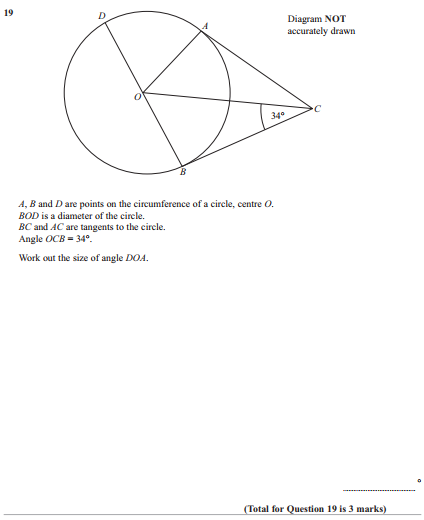 19
Diagram NOT
accurately drawn
D
A
O
C
34°
B
A, B and D are points on the circumference of a circle, centre O.
BOD is a diameter of the circle.
BC and AC are tangents to the circle.
Angle OCB = 34°.
Work out the size of angle DOA.
°
(Total for Question 19 is 3 marks)